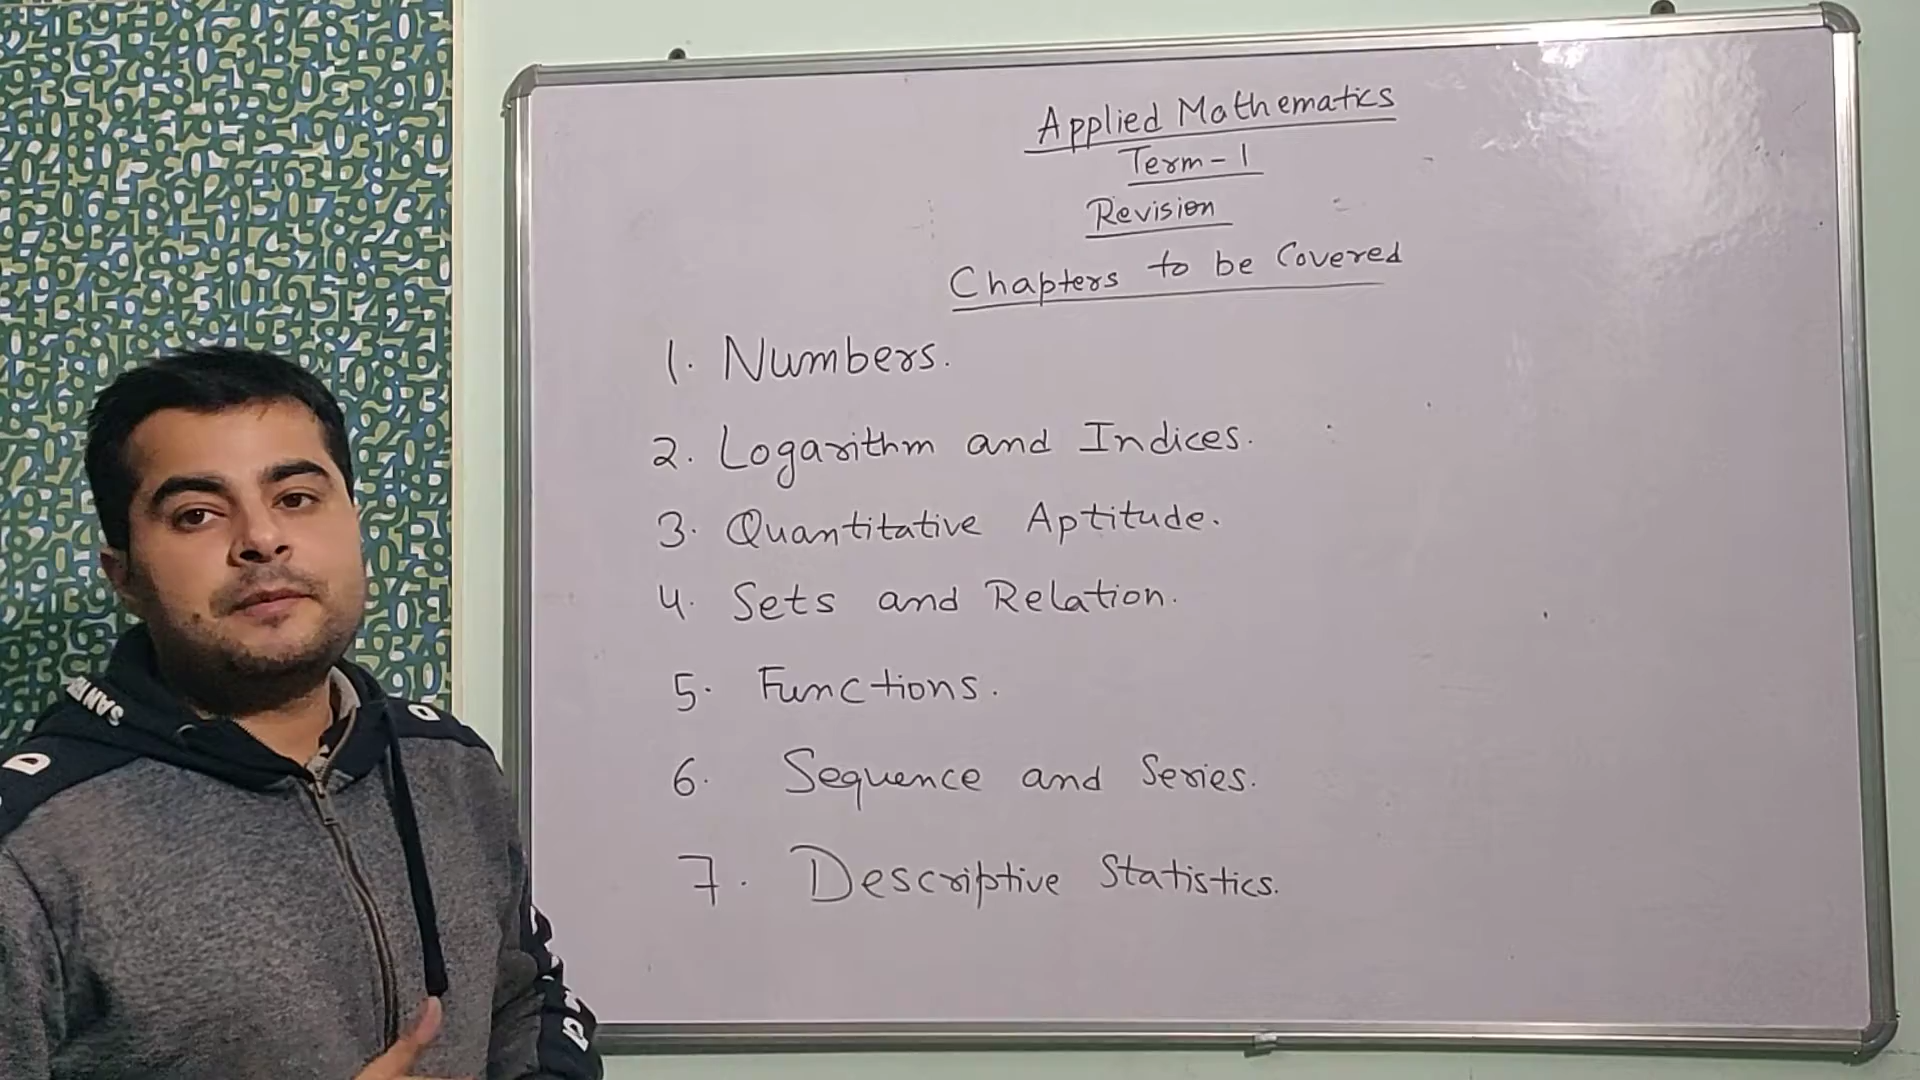 Applied Mathematics
Term-1
Revision
Chapters to be Covered
1. Numbers.
2. Logarithm and Indices.
3. Quantitative Aptitude.
4. Sets and Relation.
5. Functions.
6. Sequence and Series.
7. Descriptive Statistics.